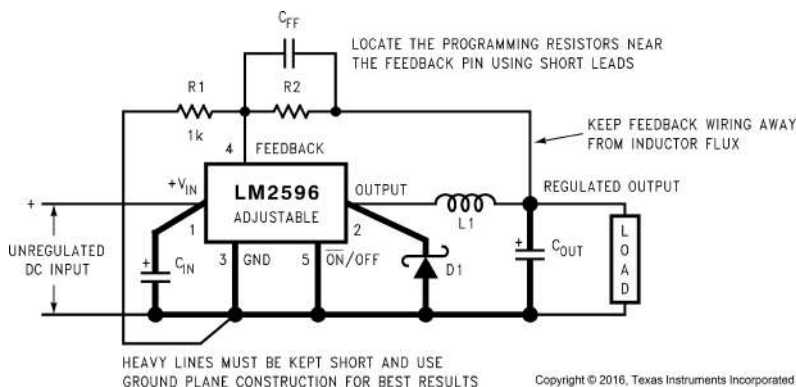 CFF
LOCATE THE PROGRAMMING RESISTORS NEAR
THE FEEDBACK PIN USING SHORT LEADS
R1
R2
1k
4
FEEDBACK
KEEP FEEDBACK WIRING AWAY
FROM INDUCTOR FLUX
+VIN
LM2596
ADJUSTABLE
OUTPUT
REGULATED OUTPUT
+
1
2
L1
UNREGULATED
DC INPUT
+
CIN
3
GND
5
ON/OFF
D1
+
COUT
LOAD
HEAVY LINES MUST BE KEPT SHORT AND USE
GROUND PLANE CONSTRUCTION FOR BEST RESULTS
Copyright © 2016, Texas Instruments Incorporated